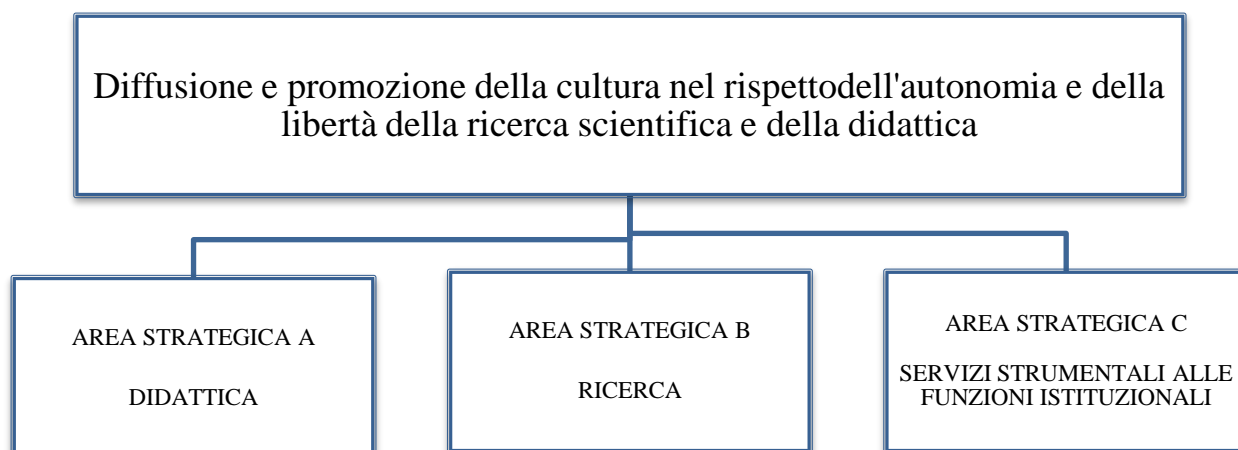 Diffusione e promozione della cultura nel rispettodell'autonomia e della
libertà della ricerca scientifica e della didattica
AREA STRATEGICA A
DIDATTICA
AREA STRATEGICA B
RICERCA
AREA STRATEGICA C
SERVIZI STRUMENTALI ALLE
FUNZIONI ISTITUZIONALI